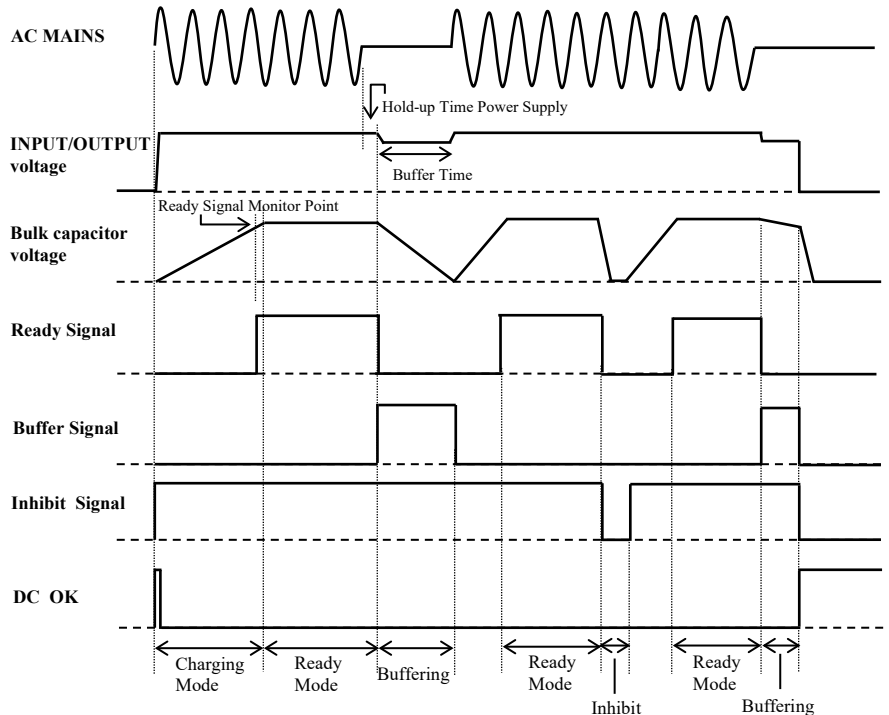 AC MAINS
Hold-up Time Power Supply
INPUT/OUTPUT
voltage
Buffer Time
Ready Signal Monitor Point
Bulk capacitor
voltage
Ready Signal
Buffer Signal
Inhibit Signal
DC OK
Charging
Mode
Ready
Mode
Buffering
Ready
Mode
Inhibit
Ready
Mode
Buffering